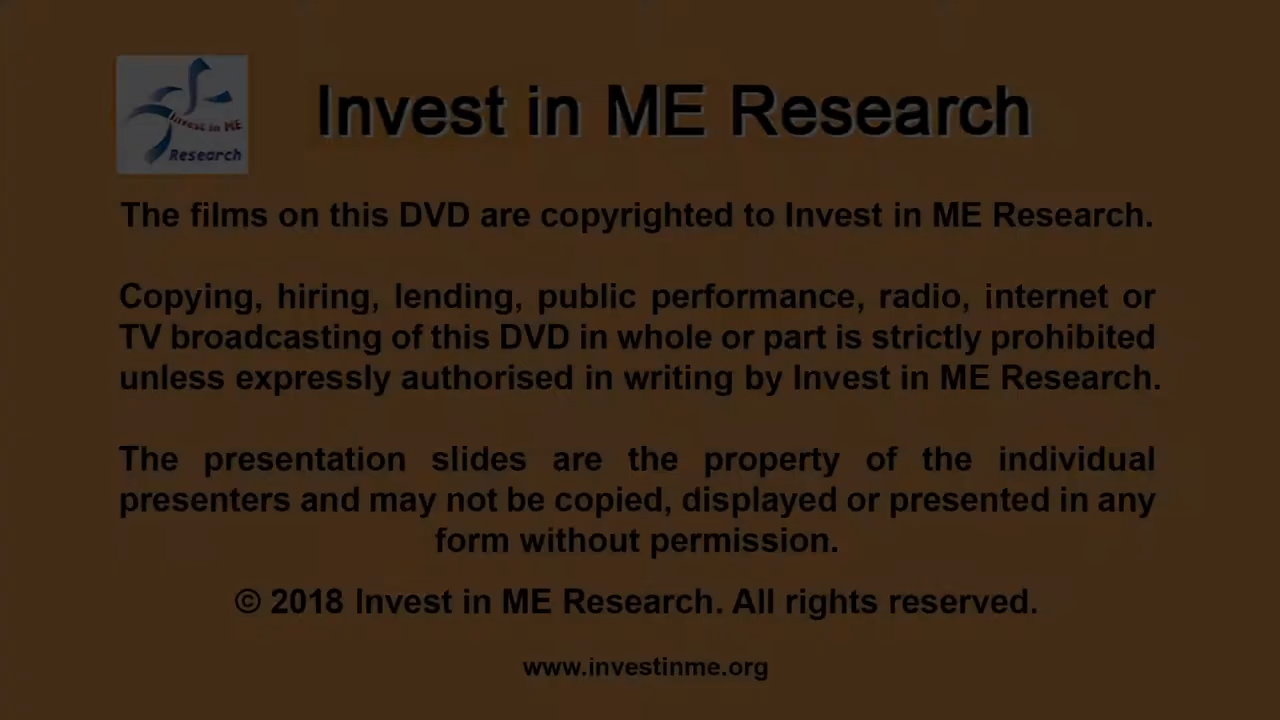 Invest in ME
Research
Invest in ME Research
The films on this DVD are copyrighted to Invest in ME Research.
Copying, hiring, lending, public performance, radio, internet or
TV broadcasting of this DVD in whole or part is strictly prohibited
unless expressly authorised in writing by Invest in ME Research.
The presentation slides are the property of the individual
presenters and may not be copied, displayed or presented in any
form without permission.
© 2018 Invest in ME Research. All rights reserved.
www.investinme.org